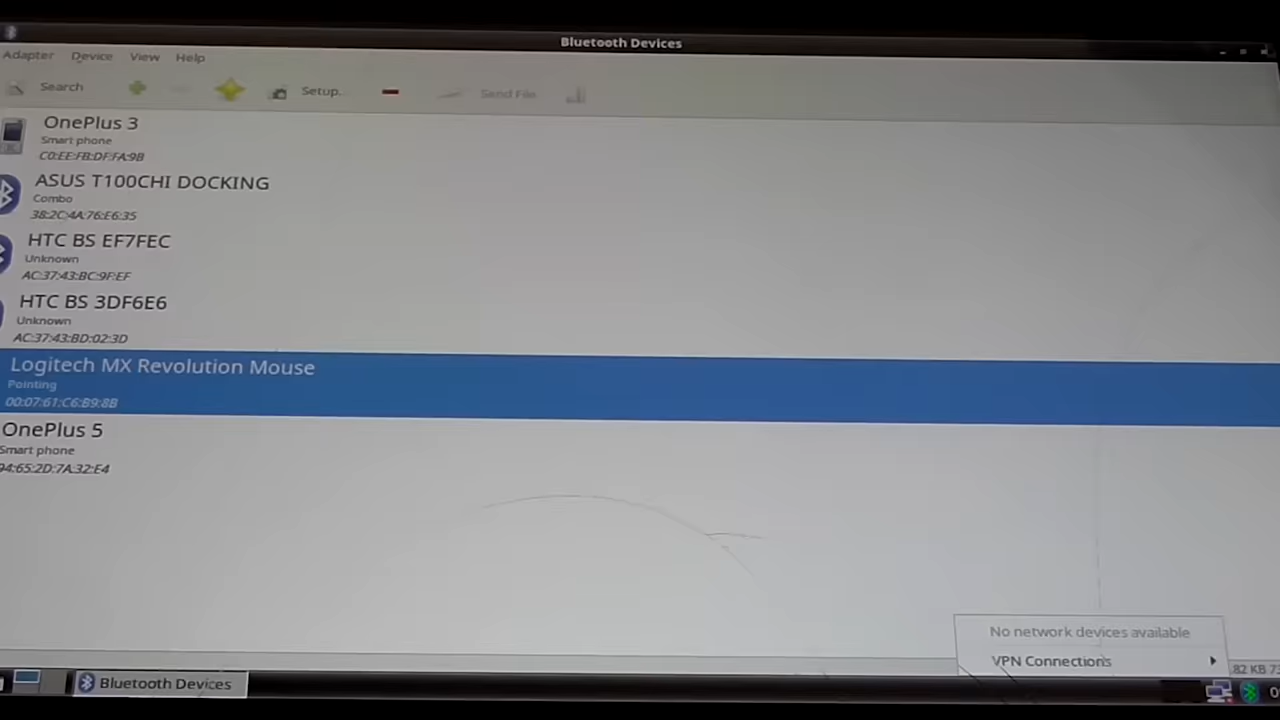 Bluetooth Devices
Adapter Device View Help
Search Setup. Send File
OnePlus 3
Smart phone
C0:EE:FB:DF:FA:9B
ASUS T100CHI DOCKING
Combo
38:2C:4A:76:E6:35
HTC BS EF7FEC
Unknown
AC:37:43:BC:9F:EF
HTC BS 3DF6E6
Unknown
AC:37:43:BD:02:3D
Logitech MX Revolution Mouse
Pointing
00:07:61:C6:B9:8B
OnePlus 5
Smart phone
94:65:2D:7A:32:E4
No network devices available
VPN Connections
82 KB
Bluetooth Devices